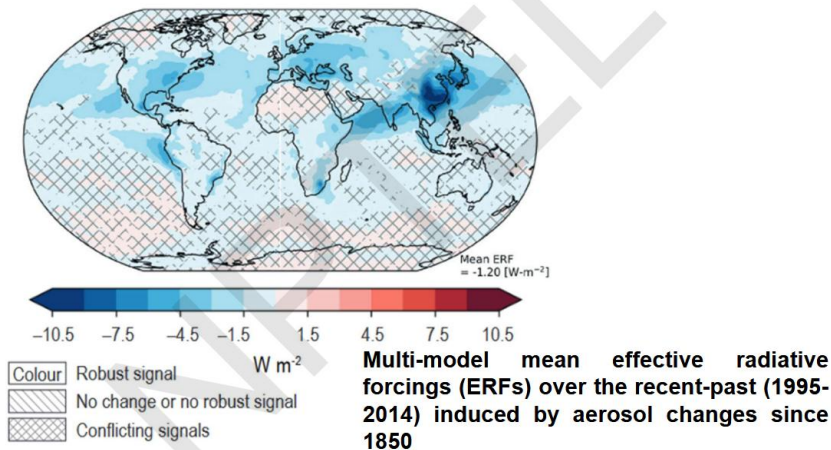 Mean ERF
= -1.20 [W·m⁻²]
−10.5 −7.5 −4.5 −1.5 1.5 4.5 7.5 10.5
W m⁻²
Colour Robust signal
No change or no robust signal
Conflicting signals
Multi-model mean effective radiative
forcings (ERFs) over the recent-past (1995-
2014) induced by aerosol changes since
1850
NPTEL